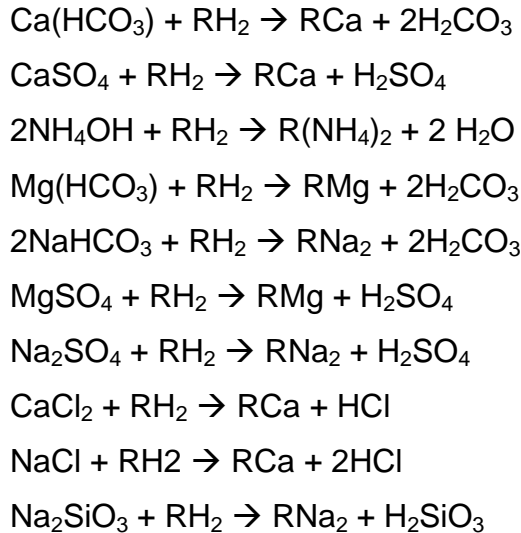 Ca(HCO₃) + RH₂ → RCa + 2H₂CO₃
CaSO₄ + RH₂ → RCa + H₂SO₄
2NH₄OH + RH₂ → R(NH₄)₂ + 2 H₂O
Mg(HCO₃) + RH₂ → RMg + 2H₂CO₃
2NaHCO₃ + RH₂ → RNa₂ + 2H₂CO₃
MgSO₄ + RH₂ → RMg + H₂SO₄
Na₂SO₄ + RH₂ → RNa₂ + H₂SO₄
CaCl₂ + RH₂ → RCa + HCl
NaCl + RH2 → RCa + 2HCl
Na₂SiO₃ + RH₂ → RNa₂ + H₂SiO₃